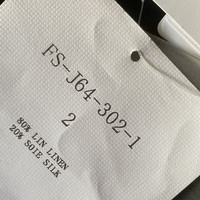 FS-J64-302-1
2
80% LIN LINEN
20% SOIE SILK